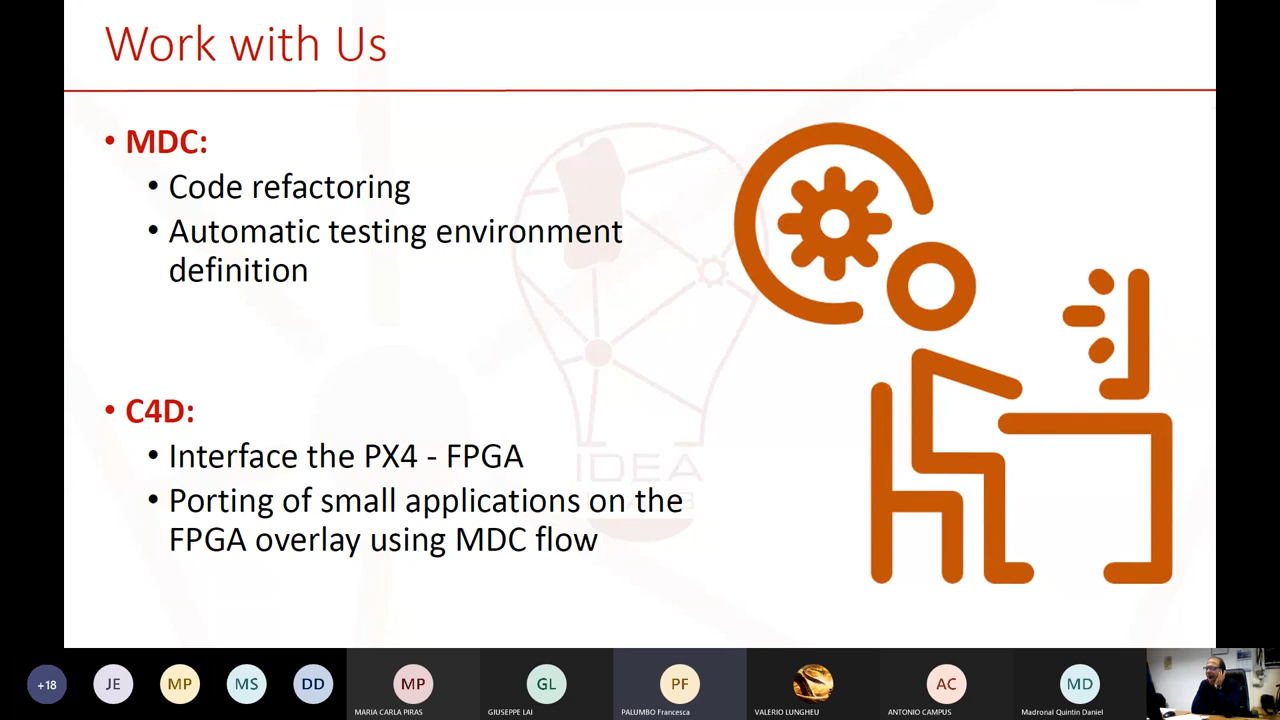 Work with Us
• MDC:
• Code refactoring
• Automatic testing environment
definition
• C4D:
• Interface the PX4 - FPGA
• Porting of small applications on the
FPGA overlay using MDC flow
IDEA
+18
JE
MP
MS
DD
MP
MARIA CARLA PIRAS
GL
GIUSEPPE LAI
PF
PALUMBO Francesca
VALERIO LUNGHEU
AC
ANTONIO CAMPUS
MD
Madronal Quintin Daniel